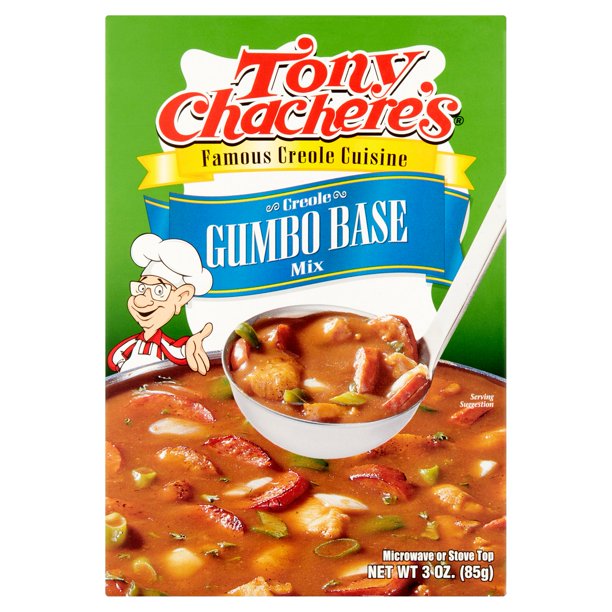 Tony
Chachere's®
Famous Creole Cuisine
Creole
GUMBO BASE
Mix
Serving
Suggestion
Microwave or Stove Top
NET WT 3 OZ. (85g)